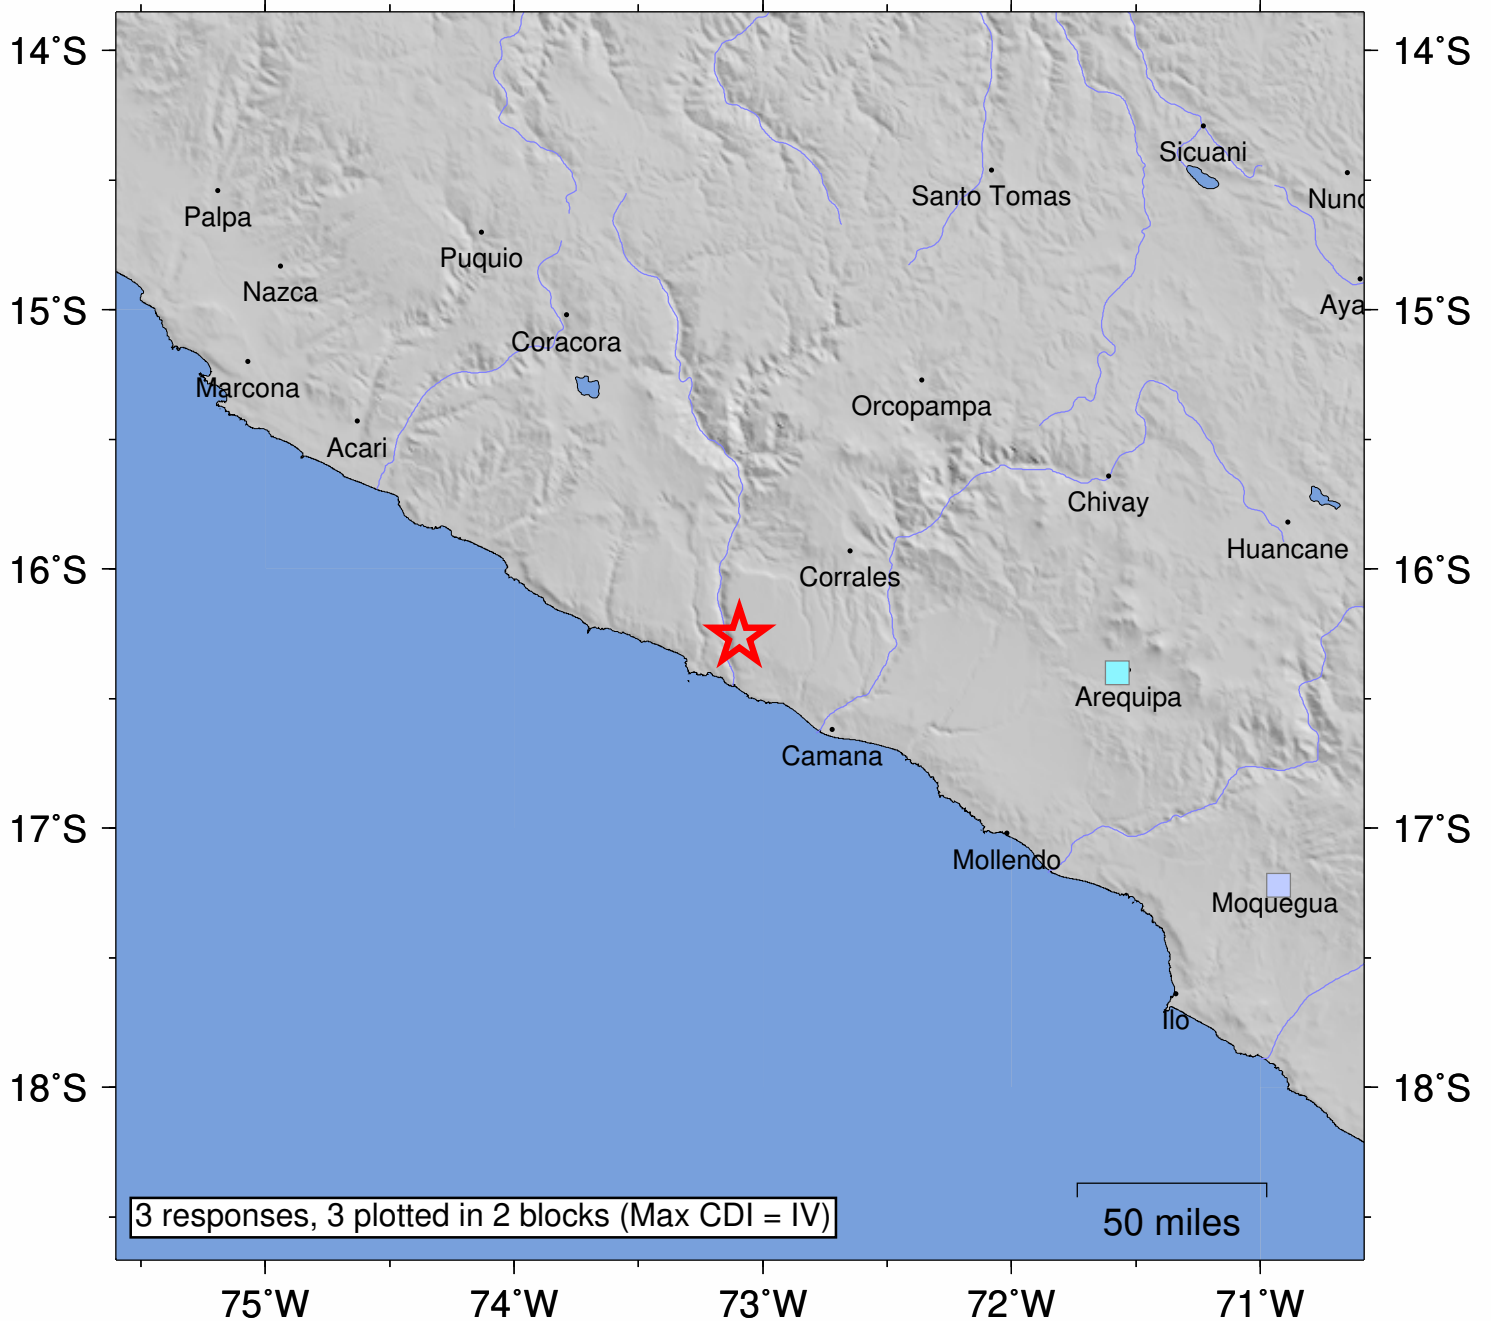 14°S 14°S
Sicuani
Santo Tomas
Nunc
Palpa
Puquio
Nazca
Aya
15°S 15°S
Coracora
Marcona
Orcopampa
Acari
Chivay
Huancane
16°S 16°S
Corrales
Arequipa
Camana
17°S 17°S
Mollendo
Moquegua
Ilo
18°S 18°S
3 responses, 3 plotted in 2 blocks (Max CDI = IV)
50 miles
75°W 74°W 73°W 72°W 71°W